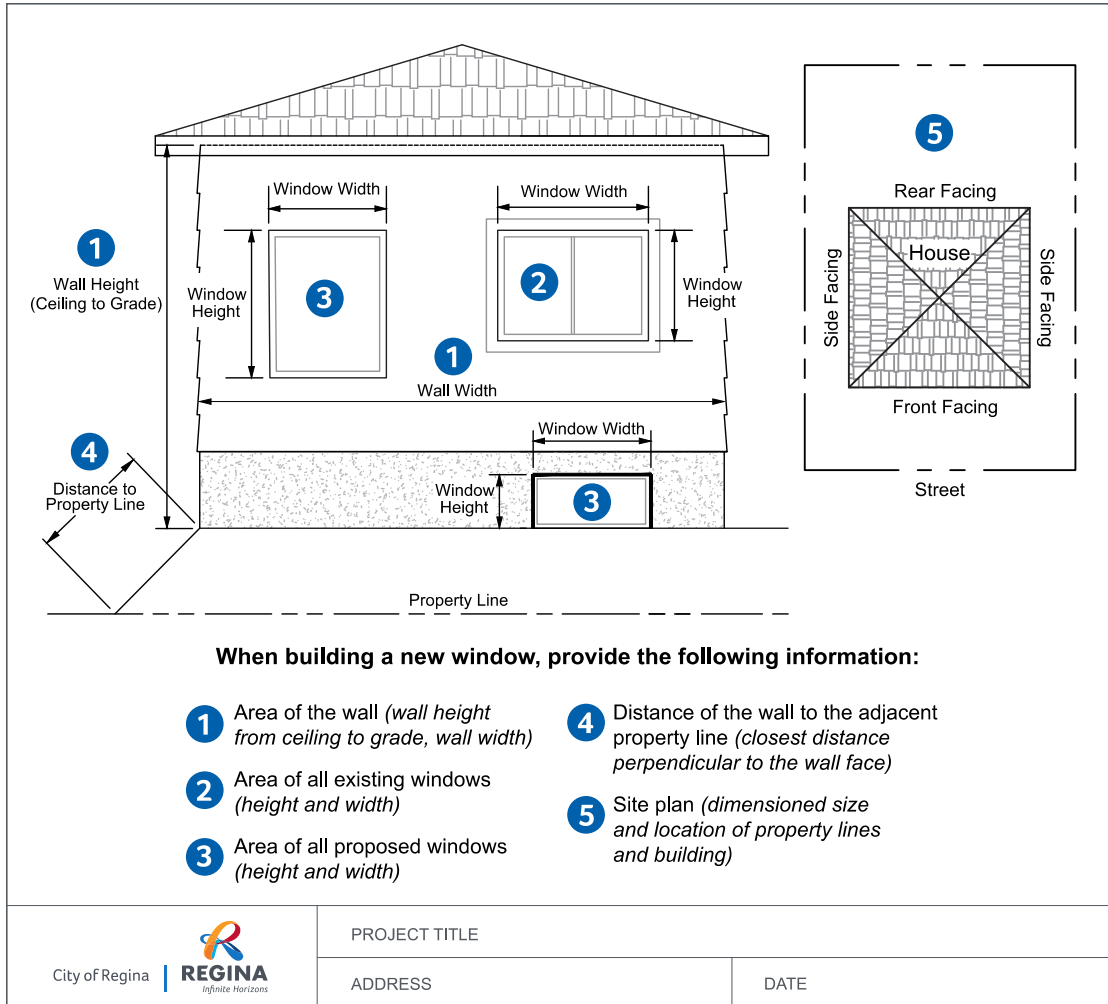 5
Rear Facing
House
Side Facing
Side Facing
Front Facing
Street
Window Width
Window Width
1
Wall Height
(Ceiling to Grade)
Window
Height
3
2
Window
Height
1
Wall Width
4
Distance to
Property Line
Window Width
Window
Height
3
Property Line
When building a new window, provide the following information:
1 Area of the wall (wall height
from ceiling to grade, wall width)
2 Area of all existing windows
(height and width)
3 Area of all proposed windows
(height and width)
4 Distance of the wall to the adjacent
property line (closest distance
perpendicular to the wall face)
5 Site plan (dimensioned size
and location of property lines
and building)
City of Regina
REGINA
Infinite Horizons
PROJECT TITLE
ADDRESS
DATE